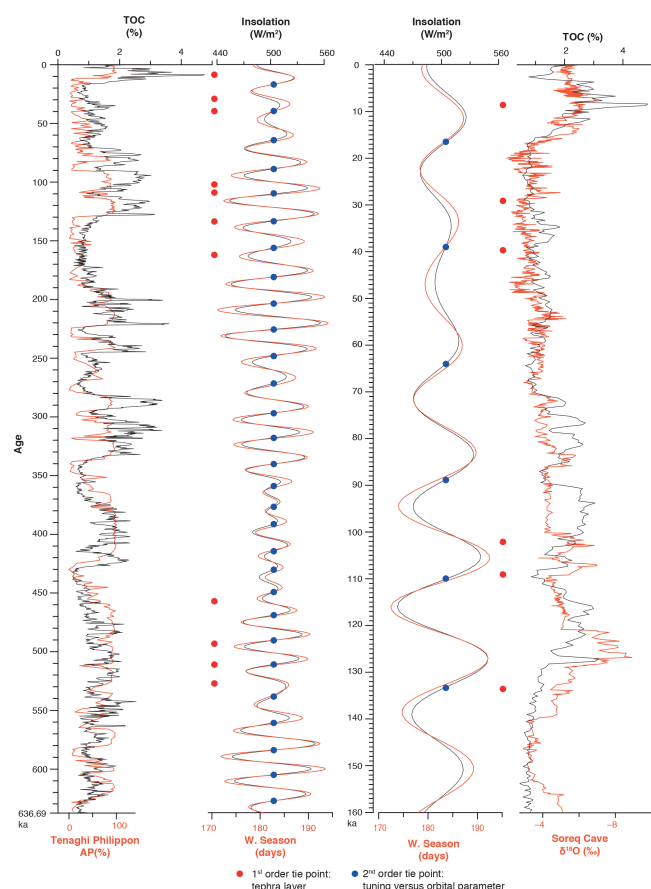 TOC
(%)
Insolation
(W/m²)
Insolation
(W/m²)
TOC (%)
0 2 4
440 500 560
440 500 560
2 4
0
50
100
150
200
250
300
350
400
450
500
550
600
636.69
ka
Age
0
10
20
30
40
50
60
70
80
90
100
110
120
130
140
150
160
ka
0 100
170 180 190
170 180 190
−4 −8
Tenaghi Philippon
AP(%)
W. Season
(days)
W. Season
(days)
Soreq Cave
δ¹⁸O (‰)
1st order tie point:
tephra layer
2nd order tie point:
tuning versus orbital parameter